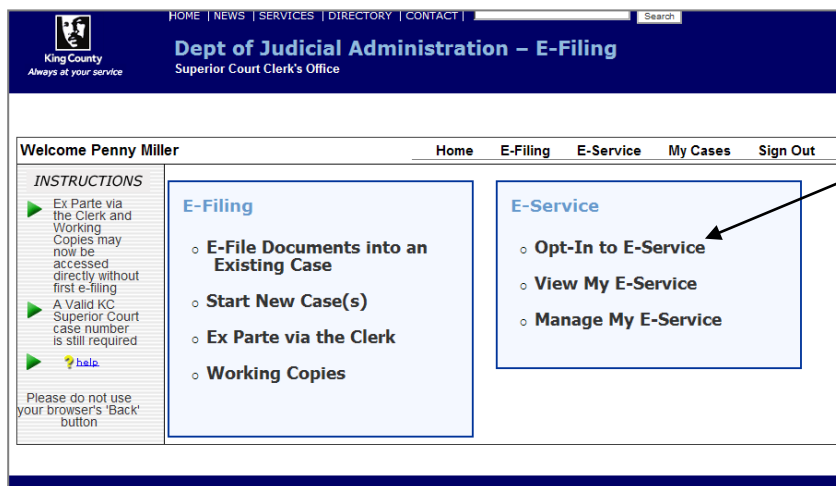 HOME | NEWS | SERVICES | DIRECTORY | CONTACT | Search
King County
Always at your service
Dept of Judicial Administration – E-Filing
Superior Court Clerk's Office
Welcome Penny Miller Home E-Filing E-Service My Cases Sign Out
INSTRUCTIONS
Ex Parte via
the Clerk and
Working
Copies may
now be
accessed
directly without
first e-filing
A Valid KC
Superior Court
case number
is still required
? help
Please do not use
your browser's 'Back'
button
E-Filing
E-File Documents into an
Existing Case
Start New Case(s)
Ex Parte via the Clerk
Working Copies
E-Service
Opt-In to E-Service
View My E-Service
Manage My E-Service